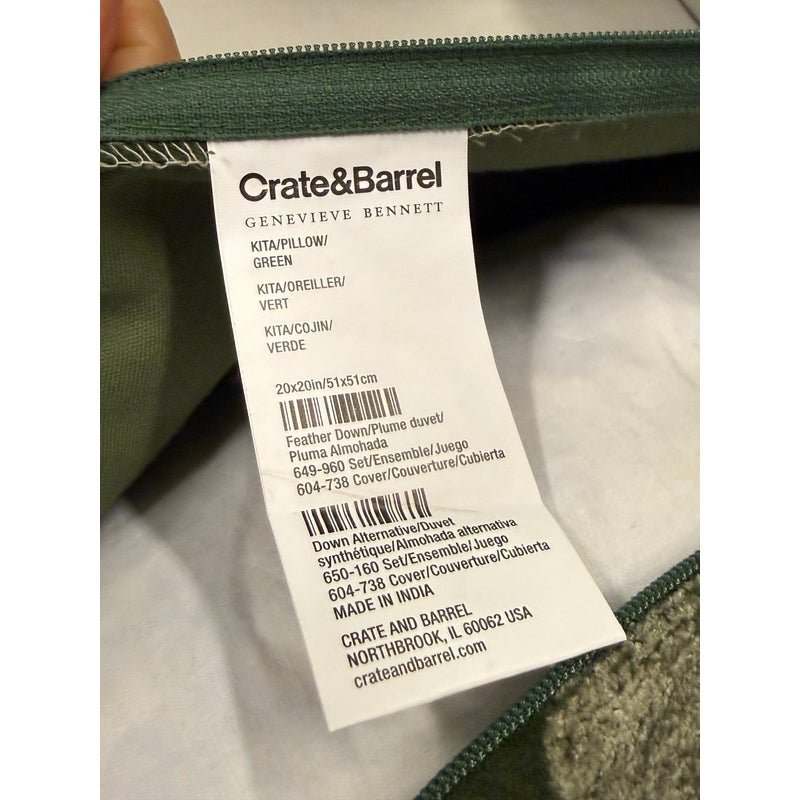 Crate&Barrel
GENEVIEVE BENNETT
KITA/PILLOW/
GREEN
KITA/OREILLER/
VERT
KITA/COJIN/
VERDE
20x20in/51x51cm
Feather Down/Plume duvet/
Pluma Almohada
649-960 Set/Ensemble/Juego
604-738 Cover/Couverture/Cubierta
Down Alternative/Duvet
synthétique/Almohada alternativa
650-160 Set/Ensemble/Juego
604-738 Cover/Couverture/Cubierta
MADE IN INDIA
CRATE AND BARREL
NORTHBROOK, IL 60062 USA
crateandbarrel.com